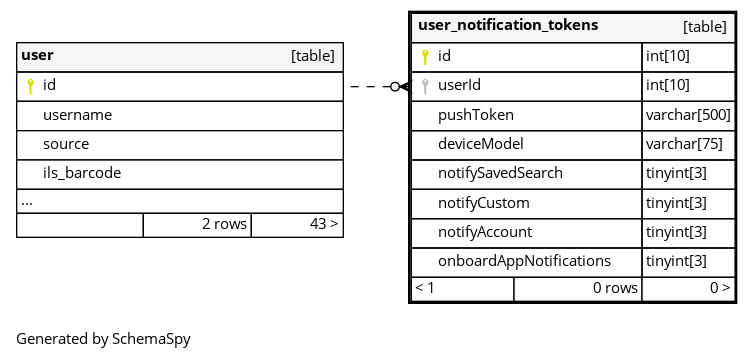 user [table]
id
username
source
ils_barcode
...
2 rows 43 >
user_notification_tokens [table]
id int[10]
userId int[10]
pushToken varchar[500]
deviceModel varchar[75]
notifySavedSearch tinyint[3]
notifyCustom tinyint[3]
notifyAccount tinyint[3]
onboardAppNotifications tinyint[3]
< 1 0 rows 0 >
Generated by SchemaSpy